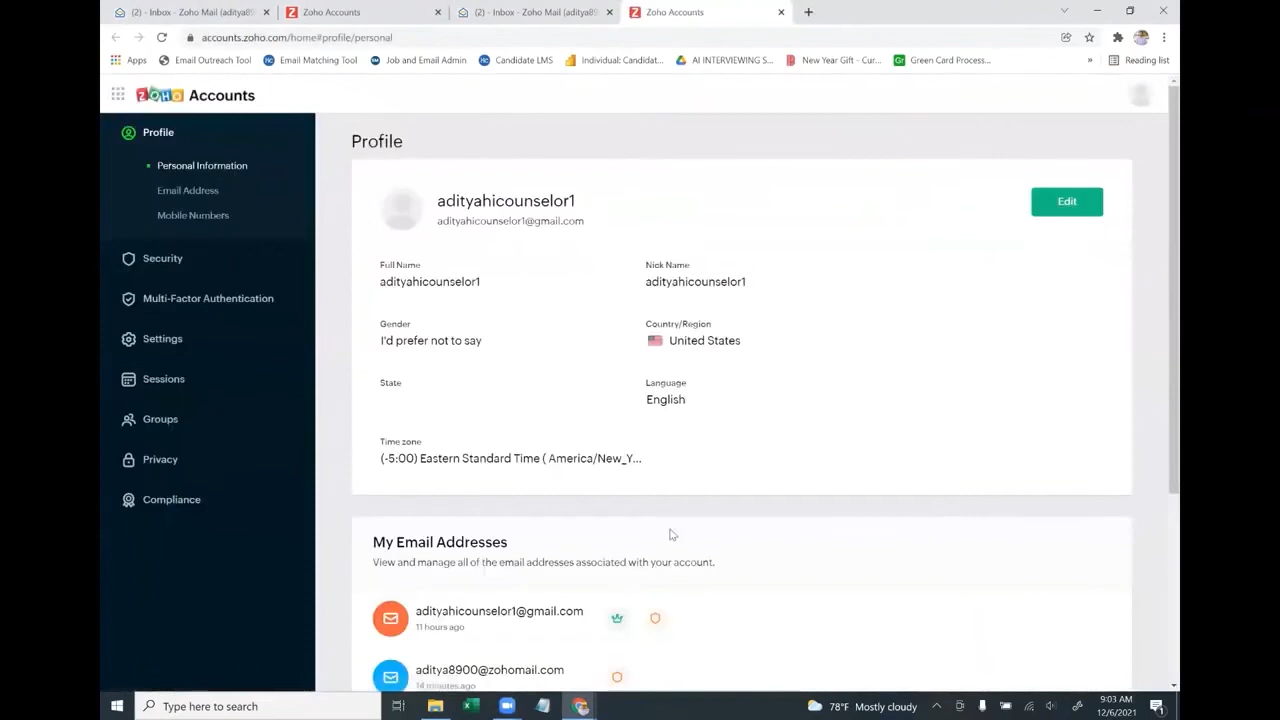 (2) - Inbox - Zoho Mail (aditya89
Zoho Accounts
(2) - Inbox - Zoho Mail (aditya89
Zoho Accounts
accounts.zoho.com/home#profile/personal
Apps
Email Outreach Tool
Email Matching Tool
Job and Email Admin
Candidate LMS
Individual: Candidat...
AI INTERVIEWING S...
New Year Gift - Cur...
Green Card Process...
»
Reading list
ZOHO Accounts
Profile
Personal Information
Email Address
Mobile Numbers
Security
Multi-Factor Authentication
Settings
Sessions
Groups
Privacy
Compliance
Profile
adityahicounselor1
adityahicounselor1@gmail.com
Edit
Full Name
adityahicounselor1
Nick Name
adityahicounselor1
Gender
I'd prefer not to say
Country/Region
United States
State
Language
English
Time zone
(-5:00) Eastern Standard Time ( America/New_Y...
My Email Addresses
View and manage all of the email addresses associated with your account.
adityahicounselor1@gmail.com
11 hours ago
aditya8900@zohomail.com
14 minutes ago
Type here to search
78°F Mostly cloudy
9:03 AM
12/6/2021